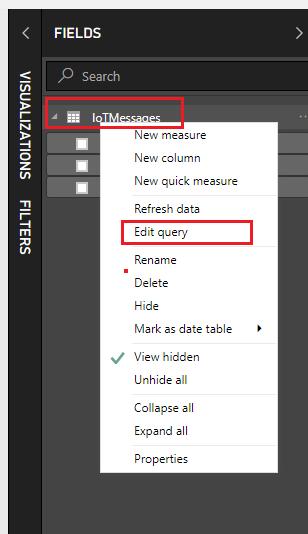 FIELDS
Search
VISUALIZATIONS
FILTERS
IoTMessages
New measure
New column
New quick measure
Refresh data
Edit query
Rename
Delete
Hide
Mark as date table
View hidden
Unhide all
Collapse all
Expand all
Properties